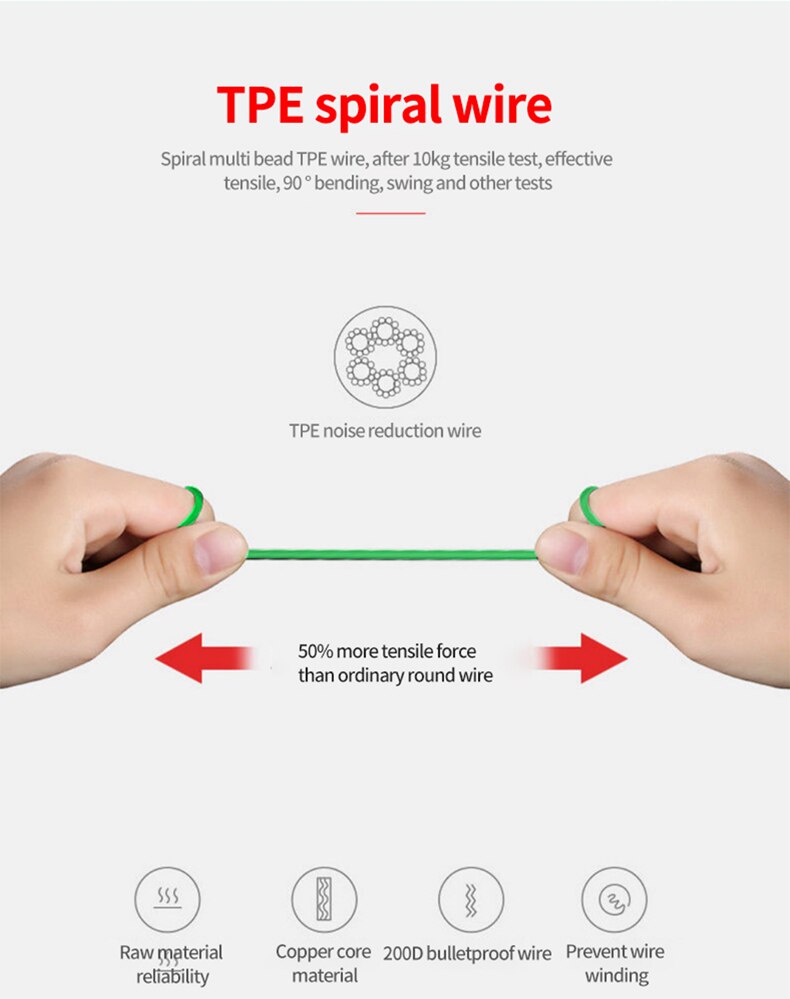 TPE spiral wire
Spiral multi bead TPE wire, after 10kg tensile test, effective
tensile, 90° bending, swing and other tests
TPE noise reduction wire
50% more tensile force
than ordinary round wire
Raw material
reliability
Copper core
material
200D bulletproof wire
Prevent wire
winding